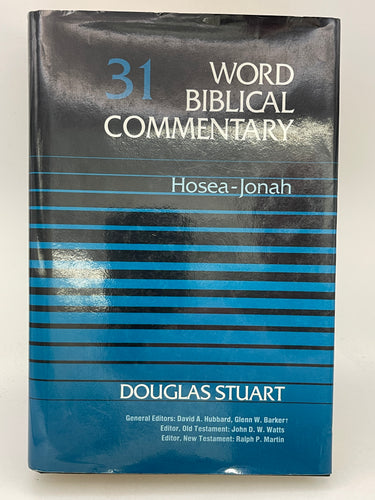 31 WORD
BIBLICAL
COMMENTARY
Hosea-Jonah
DOUGLAS STUART
General Editors: David A. Hubbard, Glenn W. Barker†
Editor, Old Testament: John D. W. Watts
Editor, New Testament: Ralph P. Martin